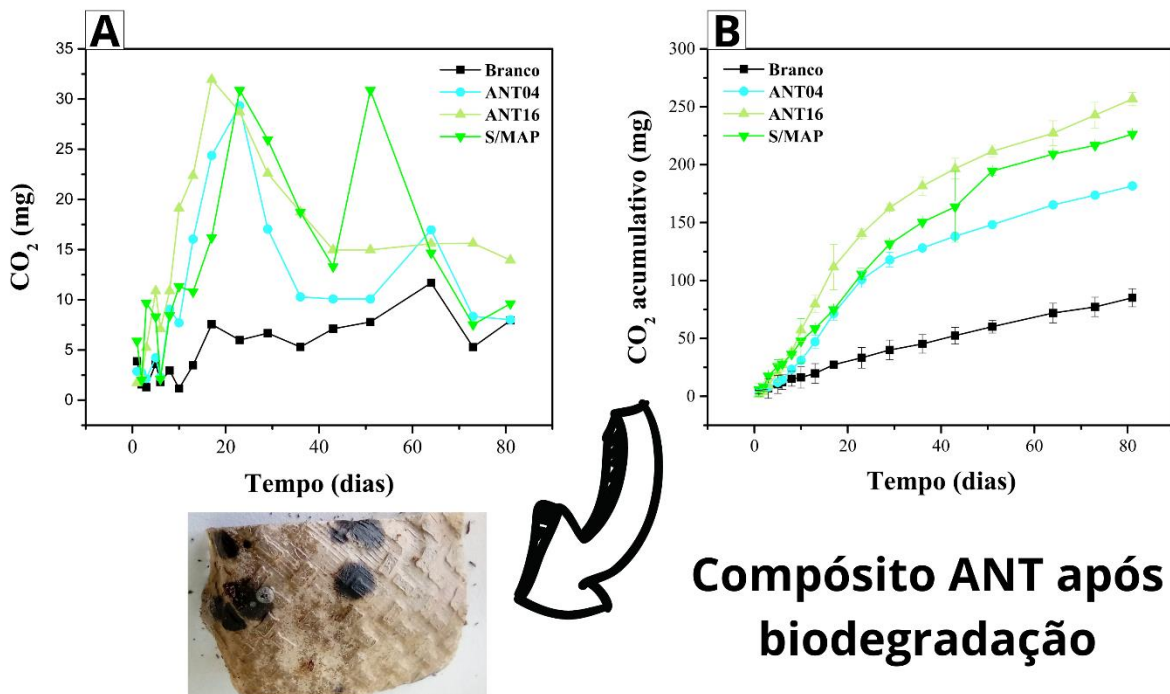 A
35
30
25
20
15
10
5
0
CO₂ (mg)
Branco
ANT04
ANT16
S/MAP
0
20
40
60
80
Tempo (dias)
B
300
250
200
150
100
50
0
CO₂ acumulativo (mg)
Branco
ANT04
ANT16
S/MAP
0
20
40
60
80
Tempo (dias)
Compósito ANT após
biodegradação